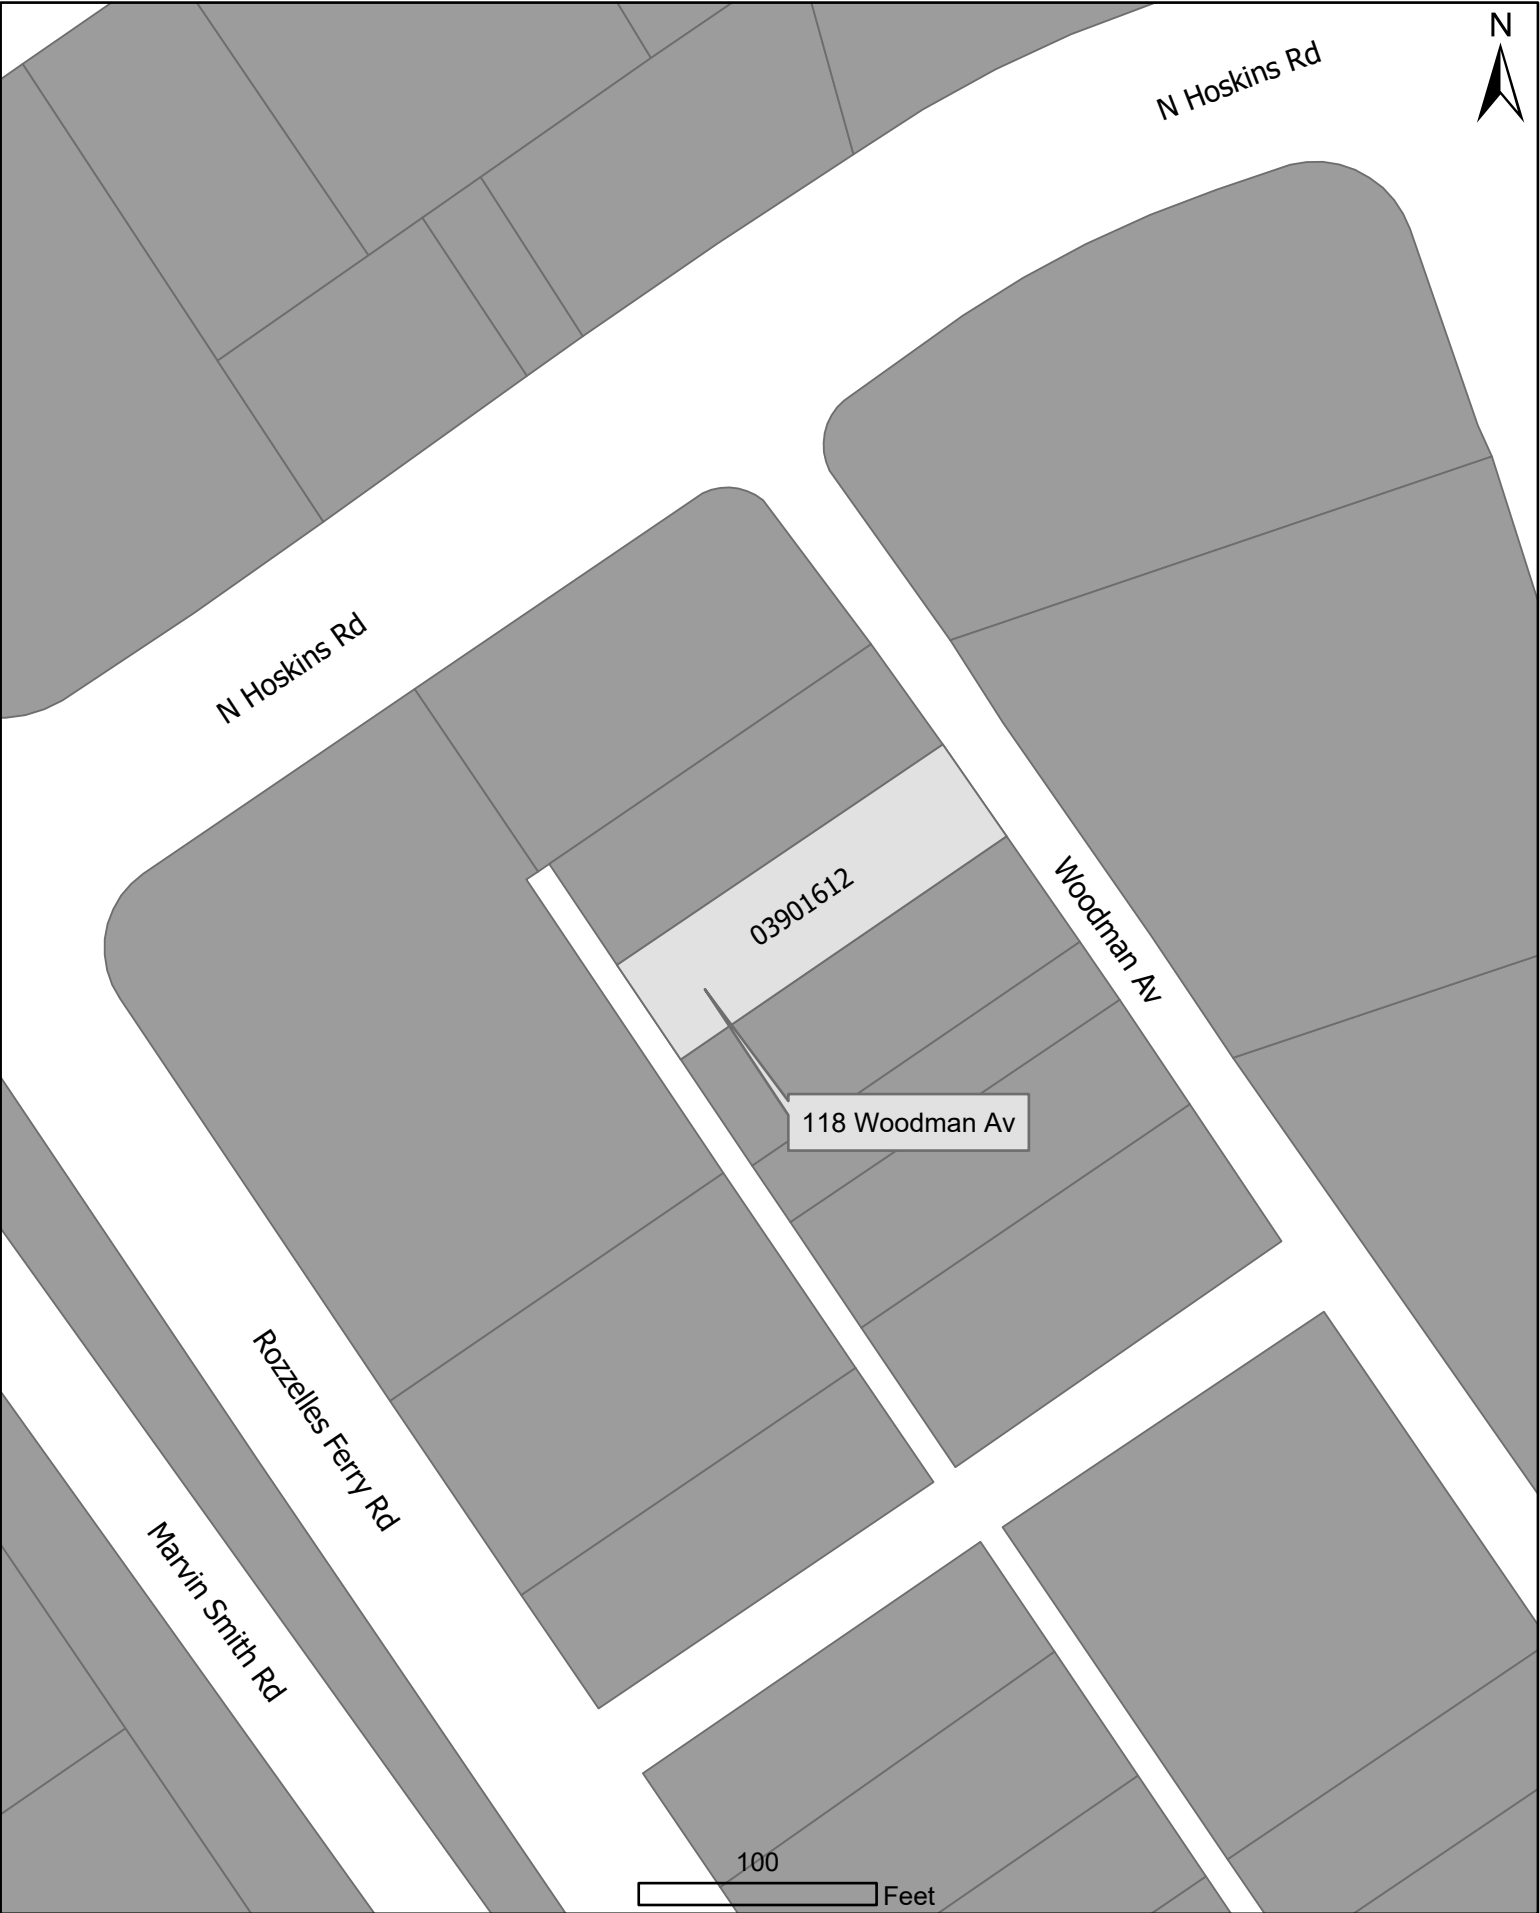 N
N Hoskins Rd
N Hoskins Rd
03901612
Woodman Av
118 Woodman Av
Rozzelles Ferry Rd
Marvin Smith Rd
100
Feet